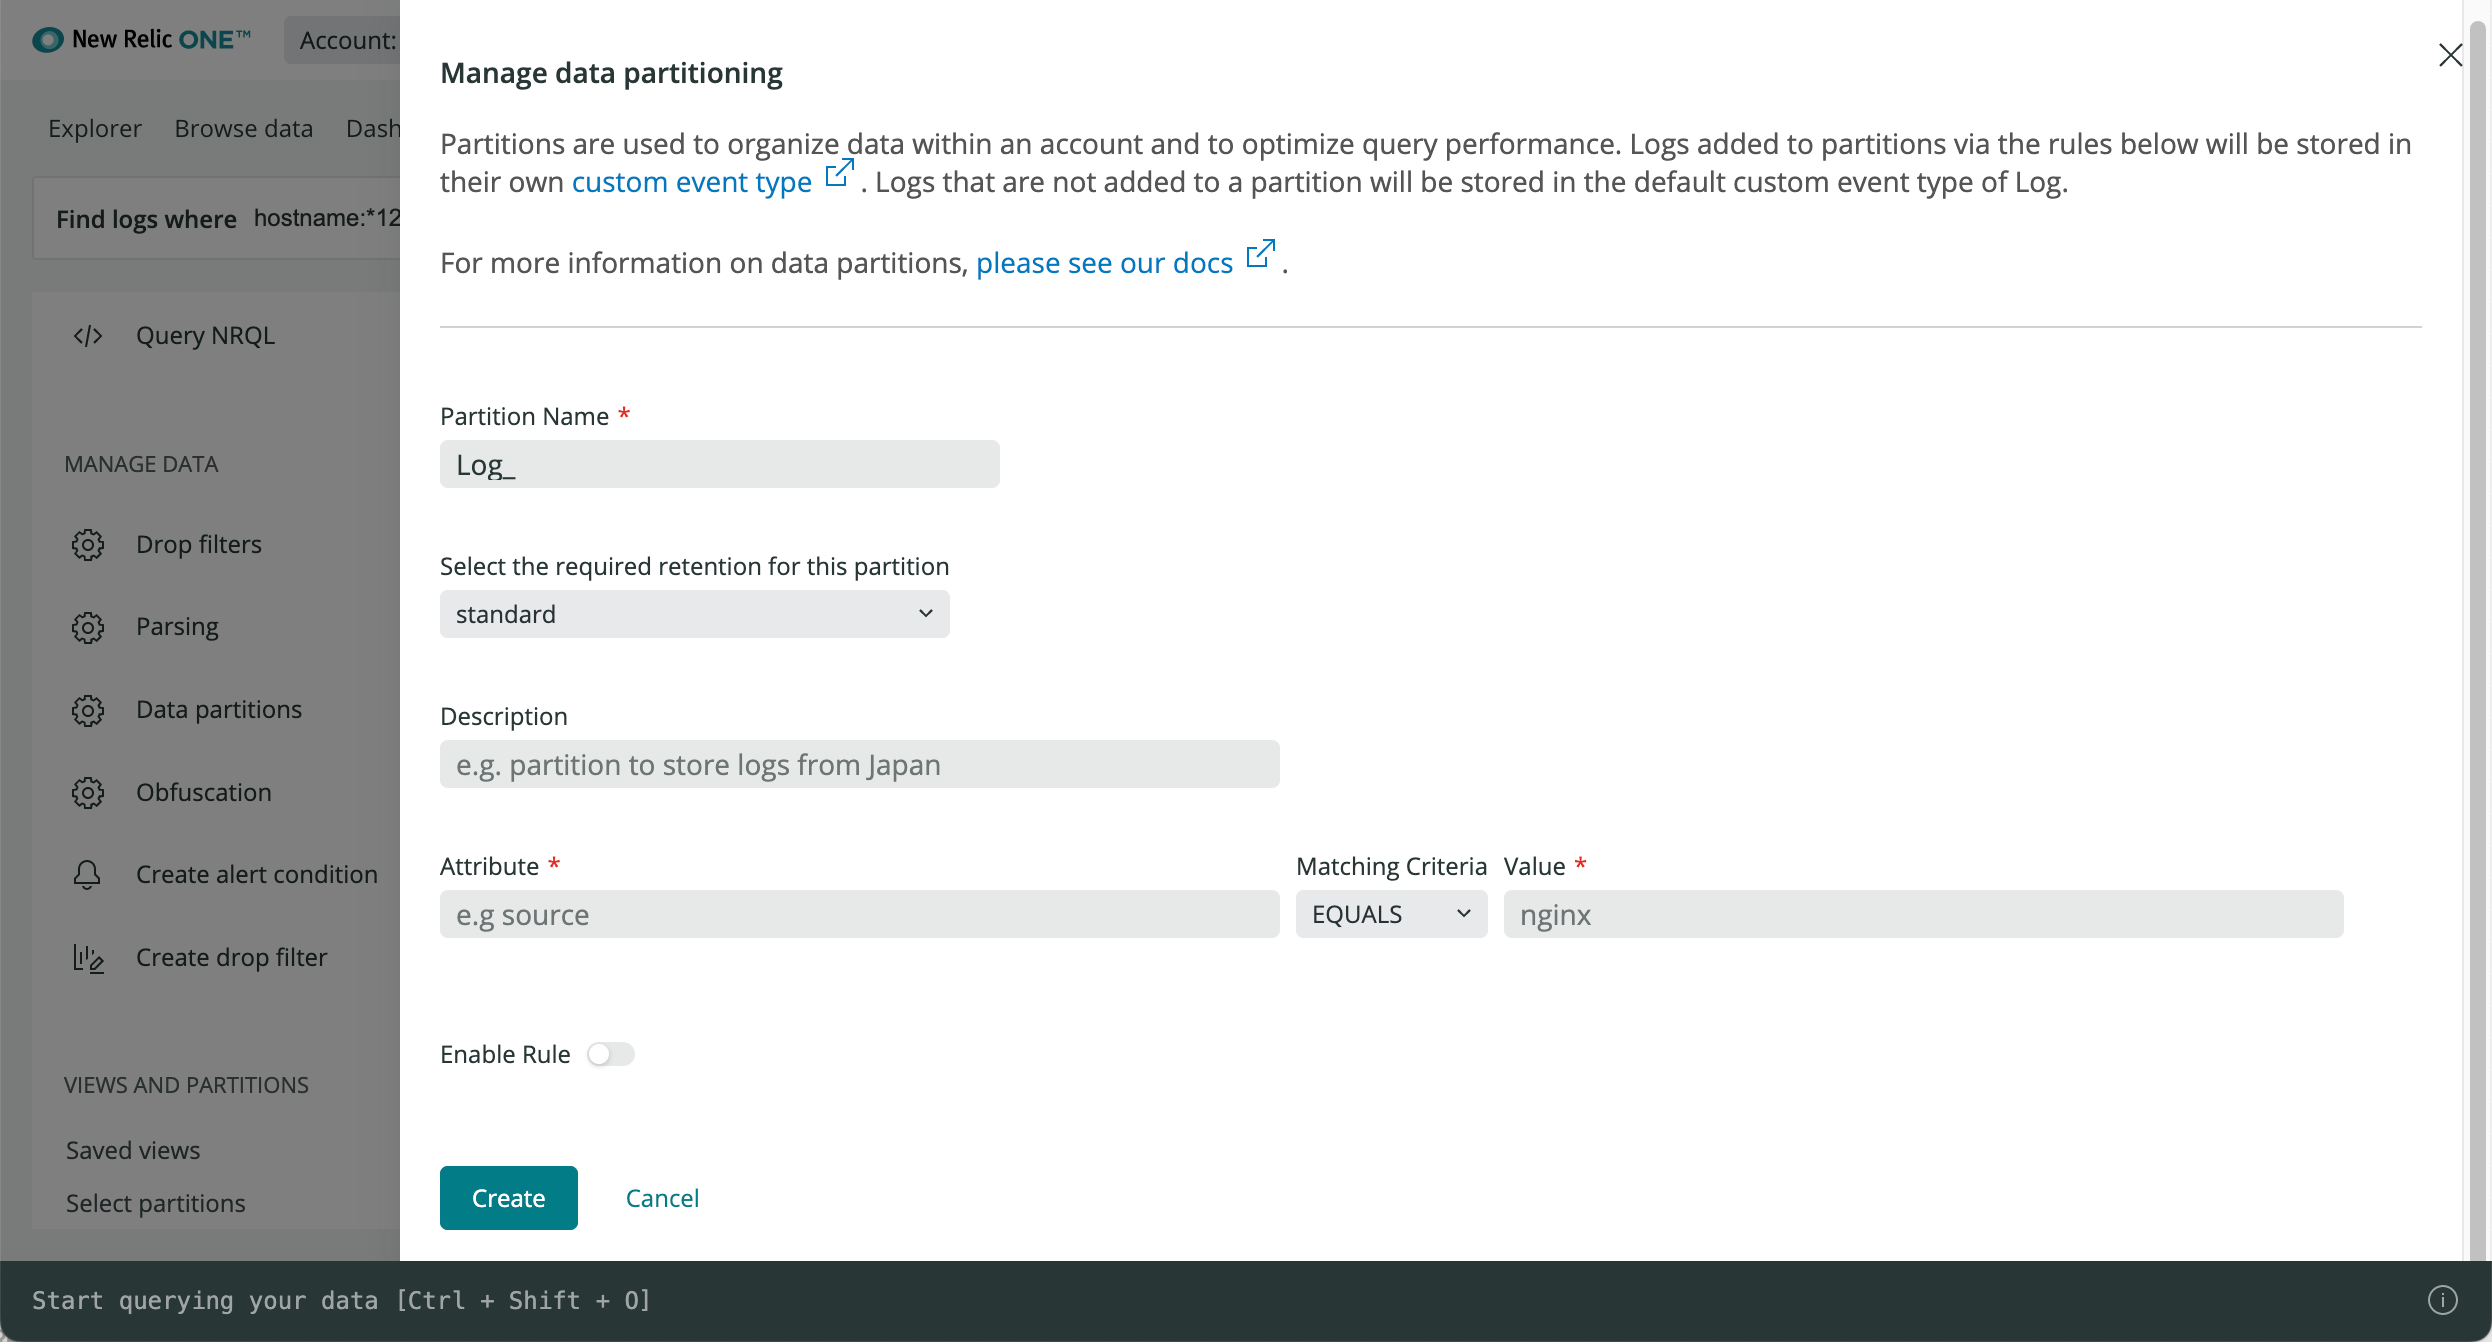 New Relic ONE™
Account:
Explorer Browse data Dash
Find logs where hostname:*12
Query NRQL
MANAGE DATA
Drop filters
Parsing
Data partitions
Obfuscation
Create alert condition
Create drop filter
VIEWS AND PARTITIONS
Saved views
Select partitions
Manage data partitioning
Partitions are used to organize data within an account and to optimize query performance. Logs added to partitions via the rules below will be stored in
their own custom event type . Logs that are not added to a partition will be stored in the default custom event type of Log.
For more information on data partitions, please see our docs .
Partition Name *
Log_
Select the required retention for this partition
standard
Description
e.g. partition to store logs from Japan
Attribute * Matching Criteria Value *
e.g source EQUALS nginx
Enable Rule
Create Cancel
Start querying your data [Ctrl + Shift + O]